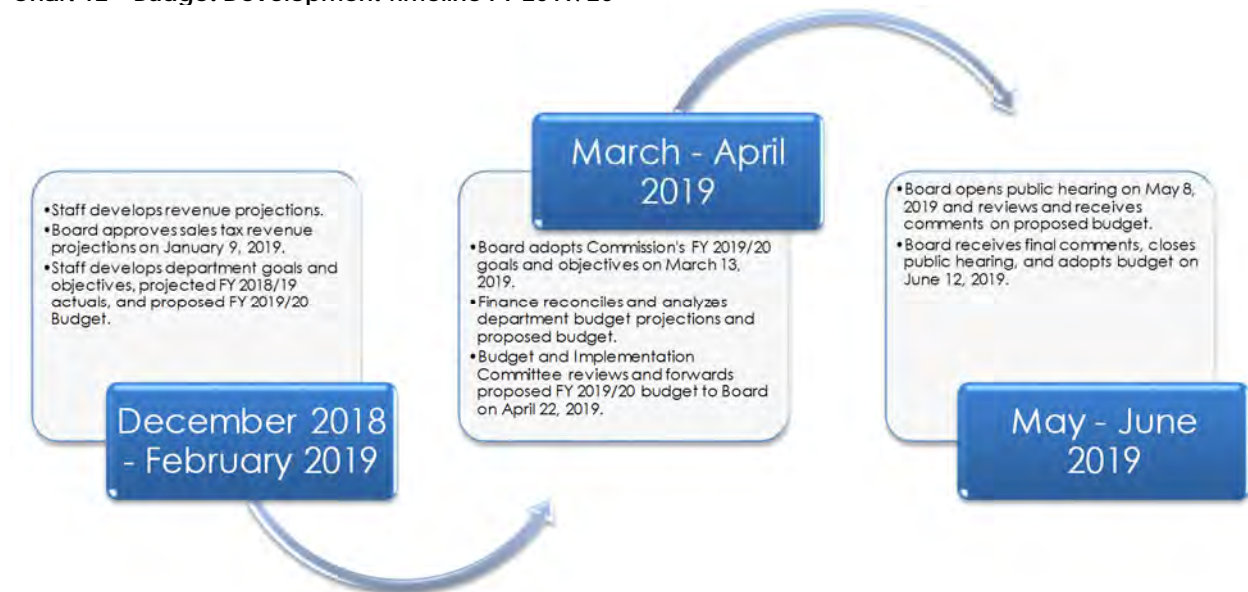 •Staff develops revenue projections.
•Board approves sales tax revenue
projections on January 9, 2019.
•Staff develops department goals and
objectives, projected FY 2018/19
actuals, and proposed FY 2019/20
Budget.
December 2018
- February 2019
March - April
2019
•Board adopts Commission's FY 2019/20
goals and objectives on March 13,
2019.
•Finance reconciles and analyzes
department budget projections and
proposed budget.
•Budget and Implementation
Committee reviews and forwards
proposed FY 2019/20 budget to Board
on April 22, 2019.
•Board opens public hearing on May 8,
2019 and reviews and receives
comments on proposed budget.
•Board receives final comments, closes
public hearing, and adopts budget on
June 12, 2019.
May - June
2019